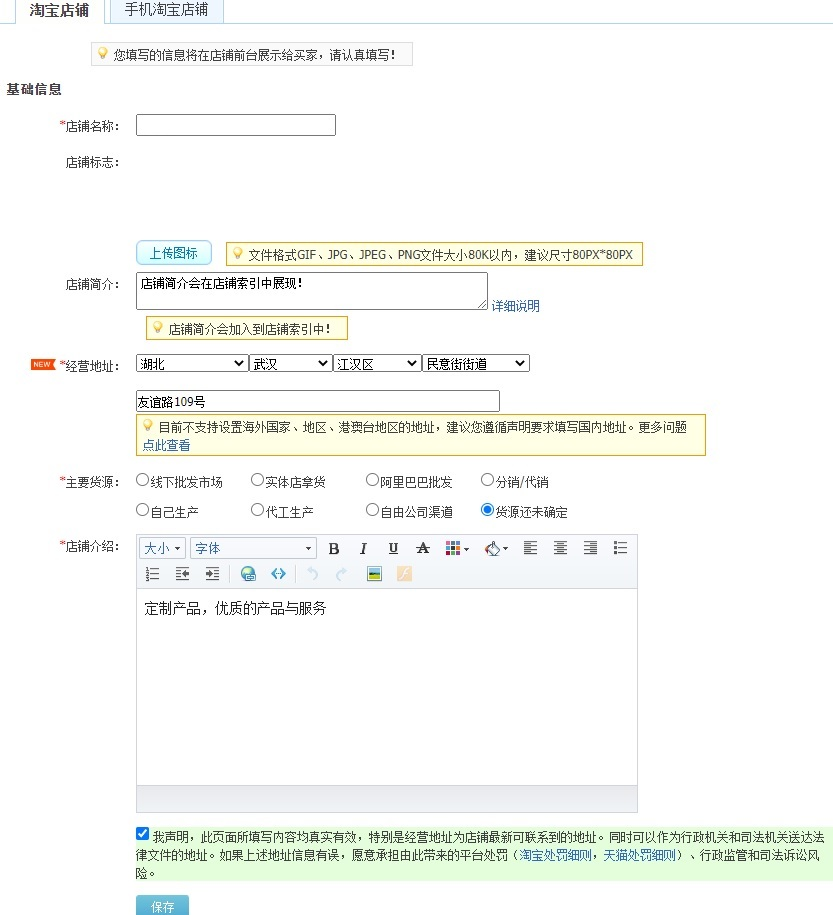 淘宝店铺 手机淘宝店铺
您填写的信息将在店铺前台展示给买家，请认真填写！
基础信息
*店铺名称：
店铺标志：
上传图标 文件格式GIF、JPG、JPEG、PNG文件大小80K以内，建议尺寸80PX*80PX
店铺简介： 店铺简介会在店铺索引中展现！
详细说明
店铺简介会加入到店铺索引中！
NEW *经营地址： 湖北 武汉 江汉区 民意街街道
友谊路109号
目前不支持设置海外国家、地区、港澳台地区的地址，建议您遵循声明要求填写国内地址。更多问题
点此查看
*主要货源： 线下批发市场 实体店拿货 阿里巴巴批发 分销/代销
自己生产 代工生产 自由公司渠道 货源还未确定
*店铺介绍： 大小 字体 B I U A
定制产品，优质的产品与服务
我声明，此页面所填写内容均真实有效，特别是经营地址为店铺最新可联系到的地址。同时可以作为行政机关和司法机关送达法
律文件的地址。如果上述地址信息有误，愿意承担由此带来的平台处罚（淘宝处罚细则，天猫处罚细则）、行政监管和司法诉讼风
险。
保存